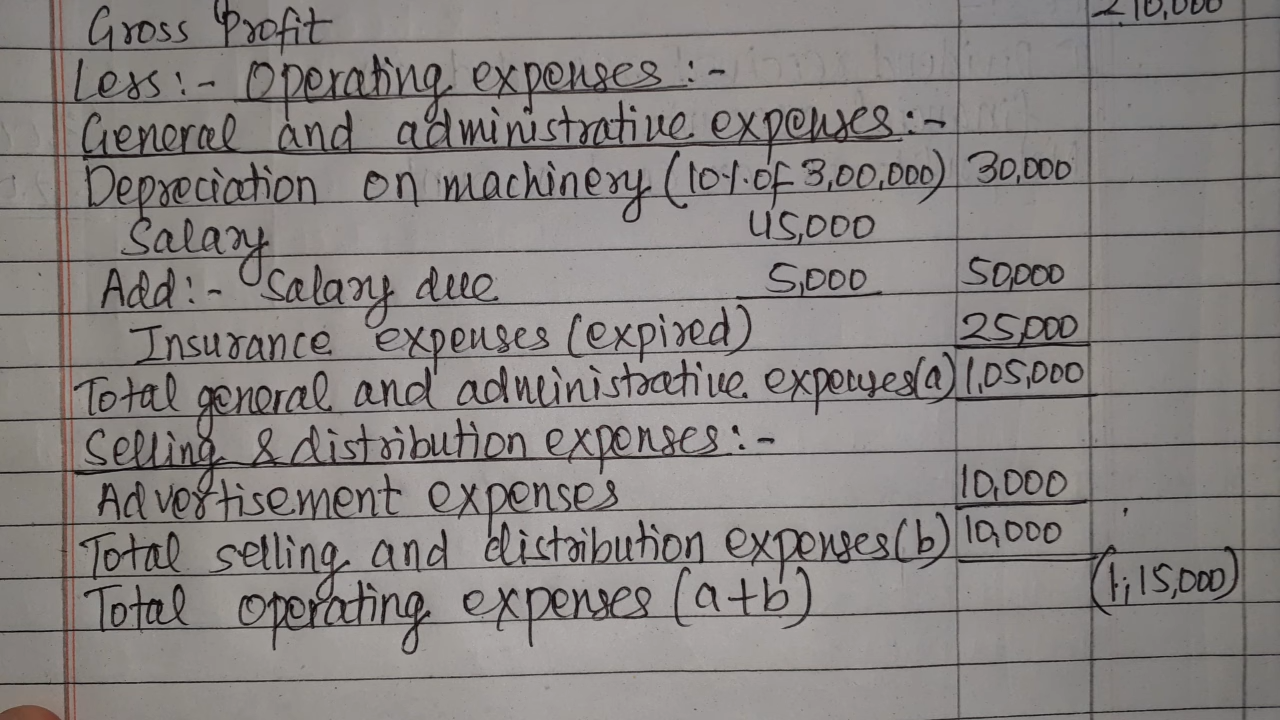 Gross Profit 210,000
Less:- Operating expenses:-
General and administrative expenses:-
Depreciation on machinery (10% of 3,00,000) 30,000
Salary 45,000
Add:- Salary due 5,000 50,000
Insurance expenses (expired) 25,000
Total general and administrative expenses(a) 1,05,000
Selling & distribution expenses:-
Advertisement expenses 10,000
Total selling and distribution expenses(b) 10,000
Total operating expenses (a+b) (1,15,000)